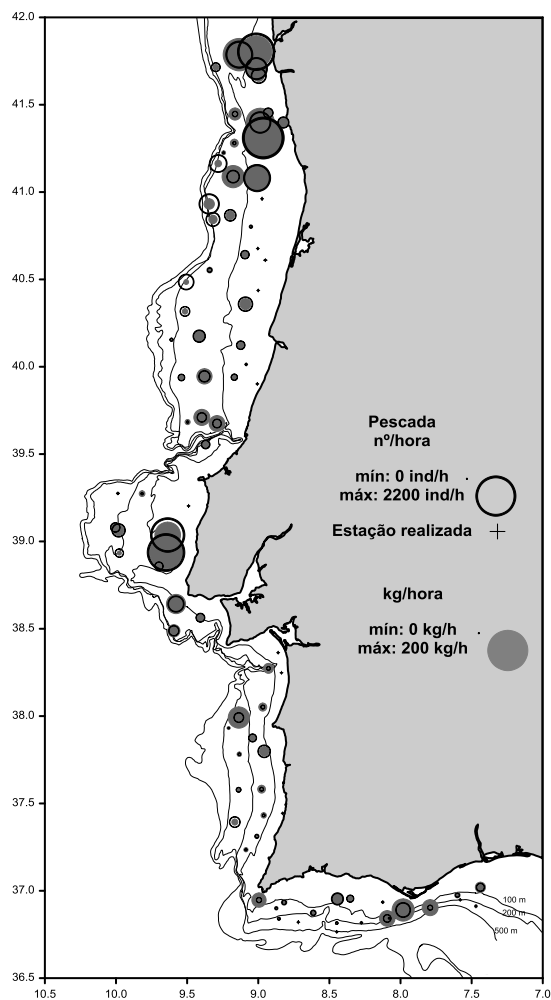 42.0
41.5
41.0
40.5
40.0
39.5
39.0
38.5
38.0
37.5
37.0
36.5
10.5 10.0 9.5 9.0 8.5 8.0 7.5 7.0
Pescada
nº/hora
mín: 0 ind/h
máx: 2200 ind/h
Estação realizada
kg/hora
mín: 0 kg/h
máx: 200 kg/h
100 m
200 m
500 m